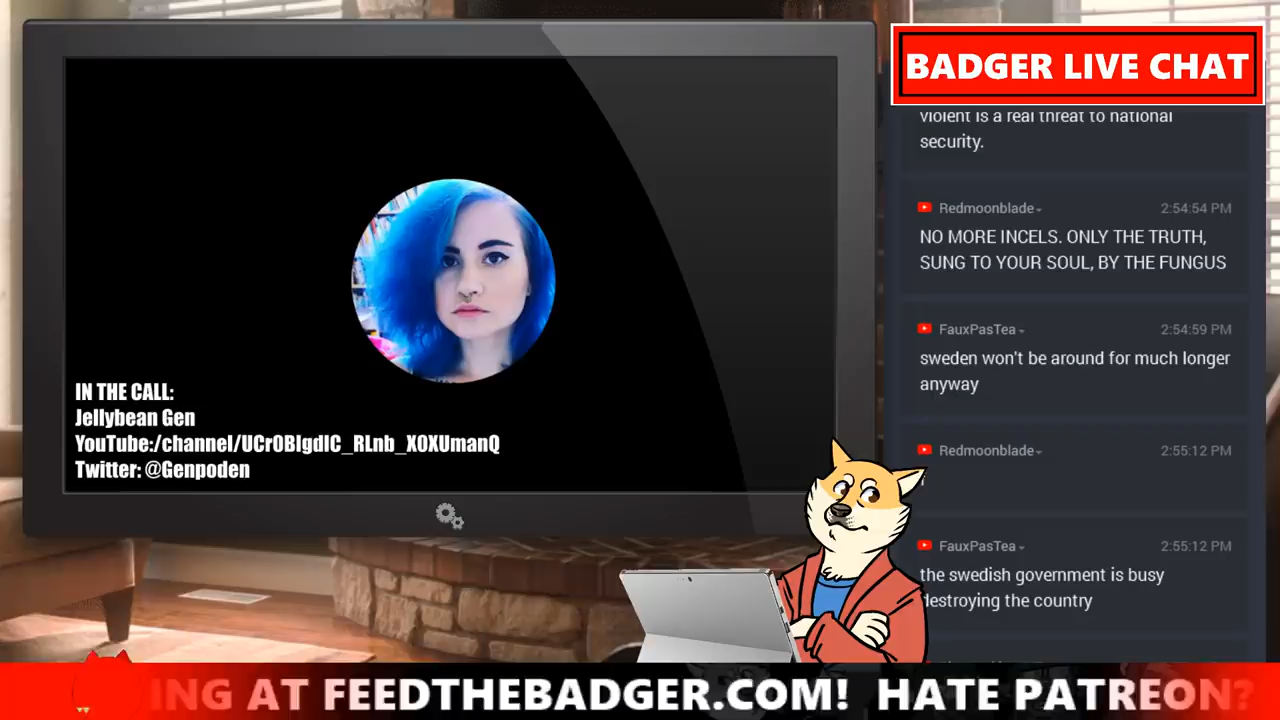 BADGER LIVE CHAT
violent is a real threat to national
security.
Redmoonblade 2:54:54 PM
NO MORE INCELS. ONLY THE TRUTH,
SUNG TO YOUR SOUL, BY THE FUNGUS
FauxPasTea 2:54:59 PM
sweden won't be around for much longer
anyway
Redmoonblade 2:55:12 PM
FauxPasTea 2:55:12 PM
the swedish government is busy
destroying the country
IN THE CALL:
Jellybean Gen
YouTube:/channel/UCrOBIgdIC_RLnb_XOXUmanQ
Twitter: @Genpoden
ING AT FEEDTHEBADGER.COM! HATE PATREON?